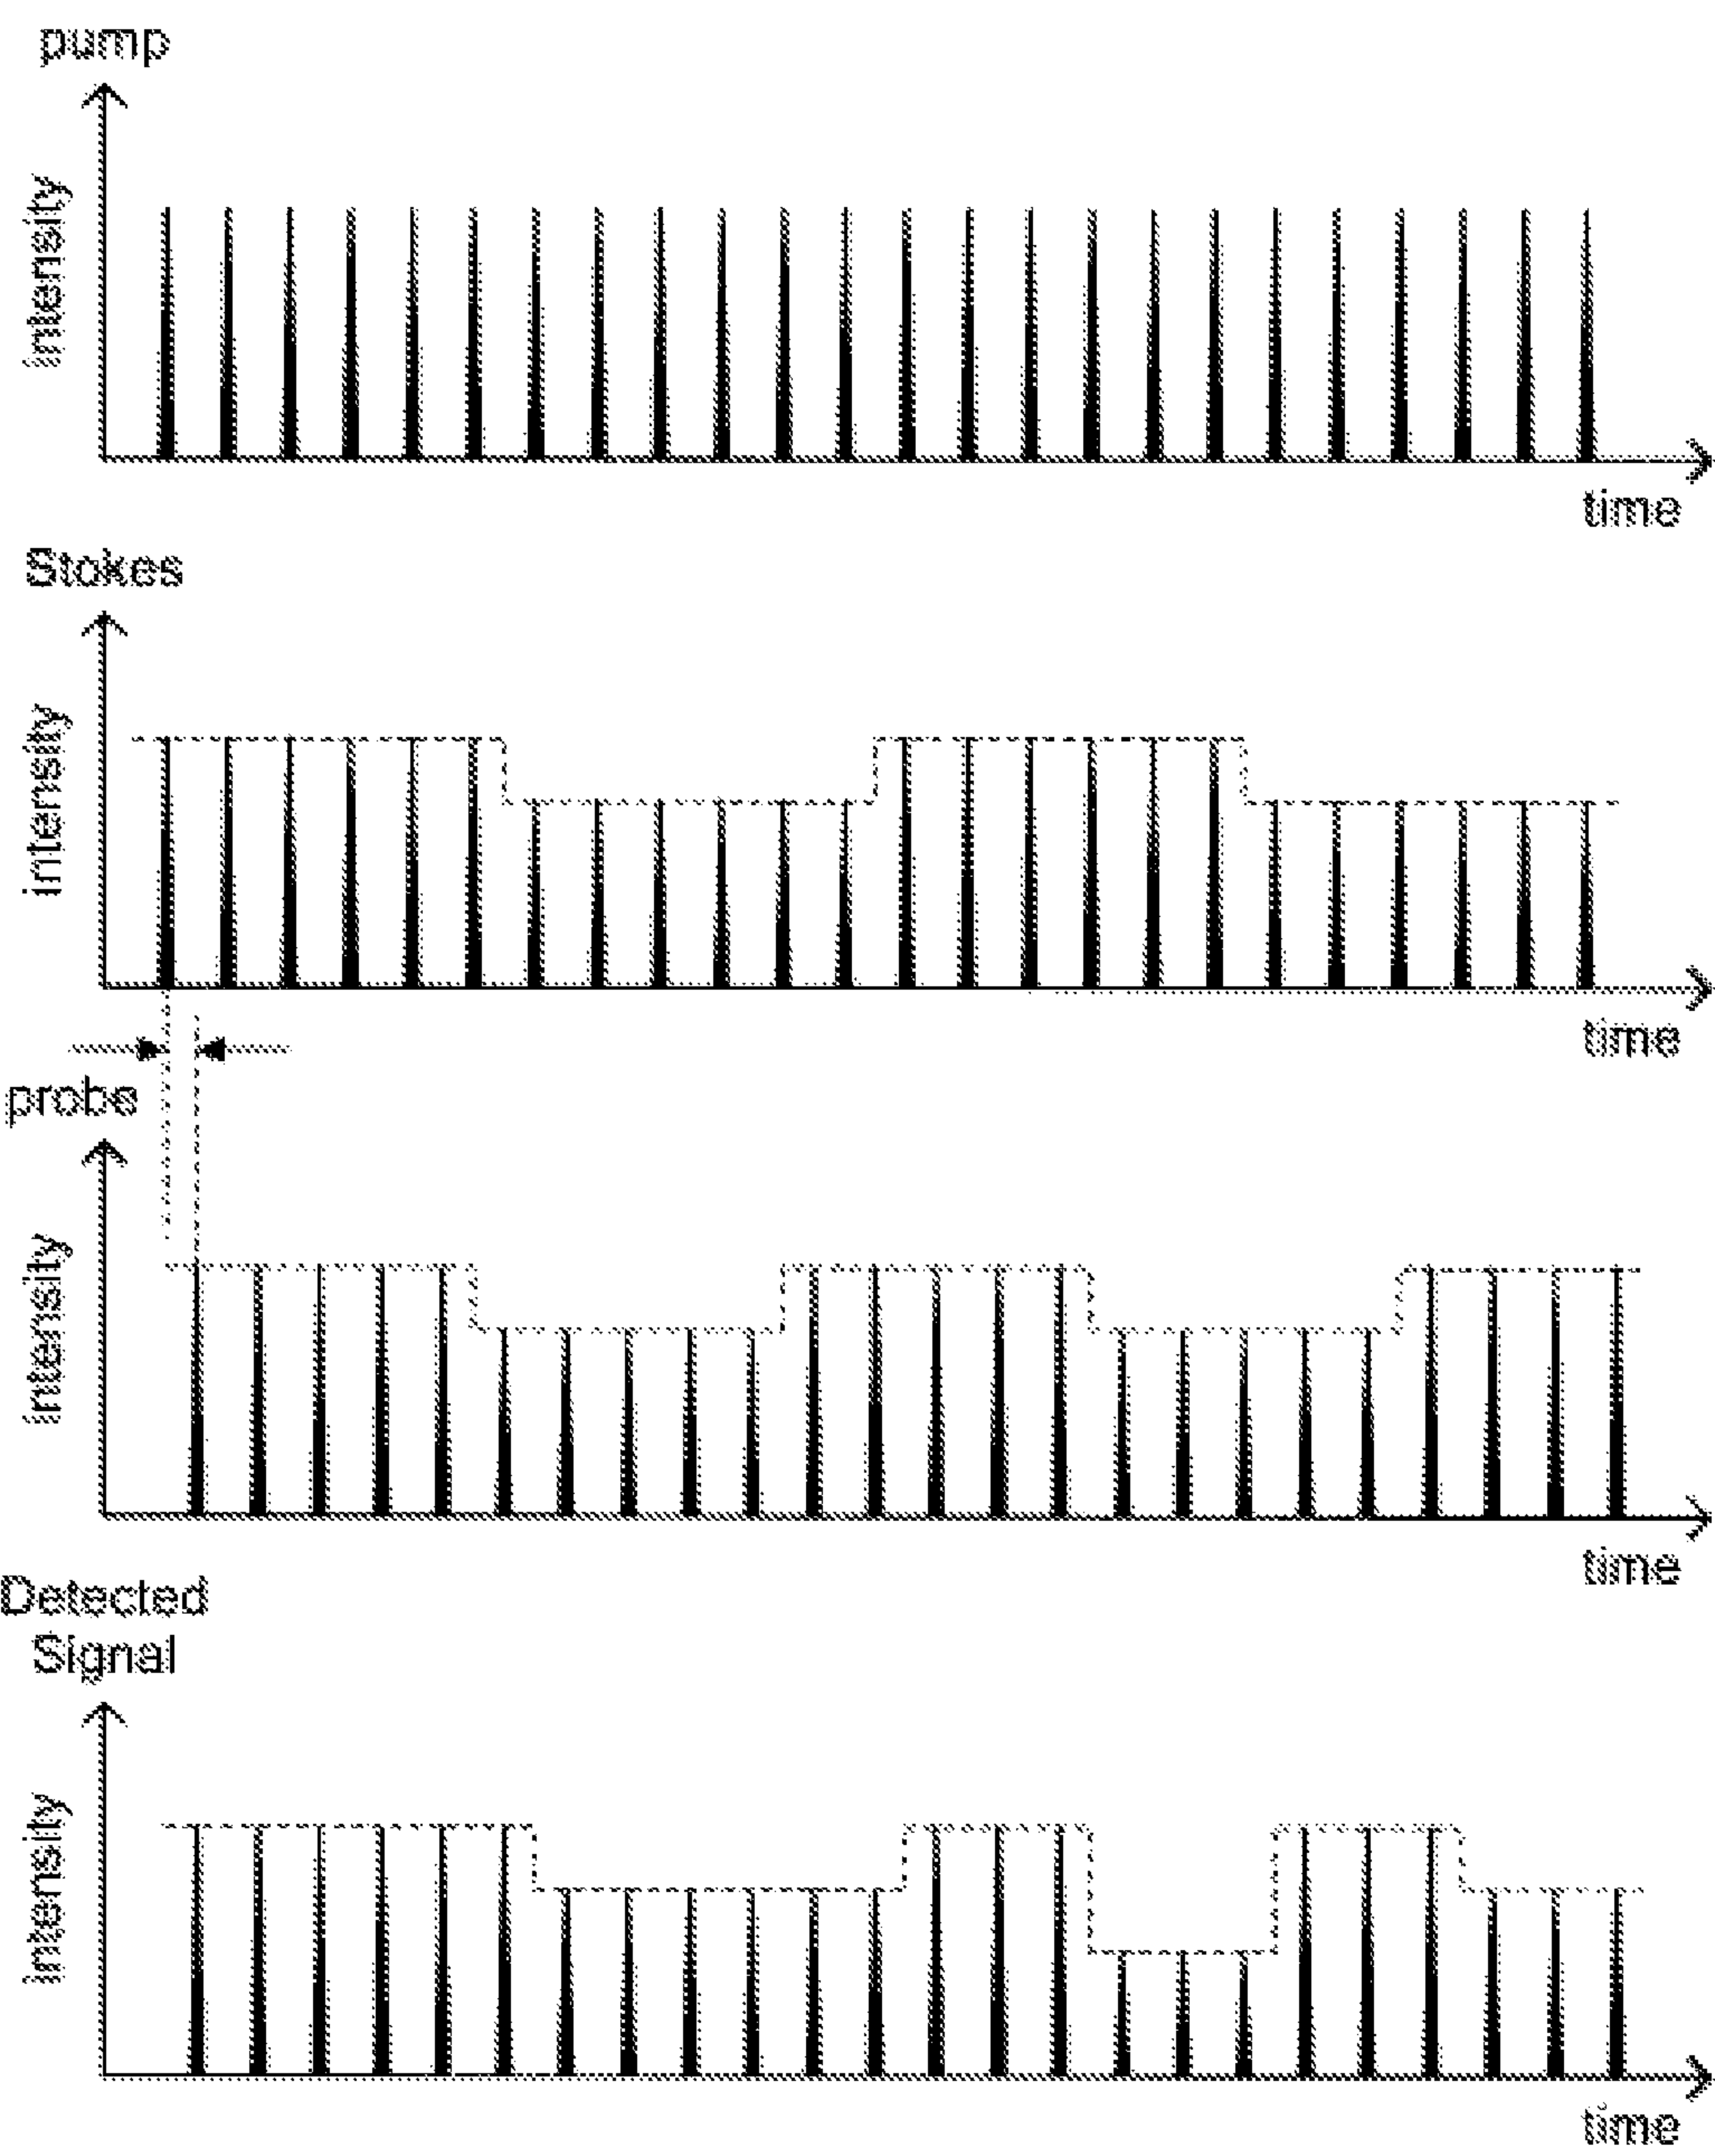 pump
intensity
time
Stokes
intensity
time
probe
intensity
time
Detected
Signal
intensity
time